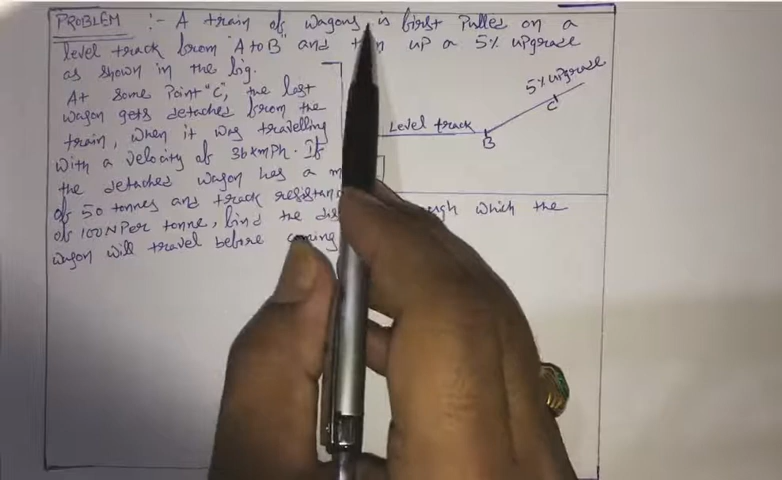 PROBLEM :- A train of wagons is first pulled on a
level track from "A to B" and up a 5% upgrade
as shown in the fig.
At some point "C", the last
wagon gets detached from the
train, when it was travelling
with a velocity of 36kmph. If
the detached wagon has a
of 50 tonnes and track
of 100N per tonne, find the which the
wagon will travel before coming
5% upgrade
C
Level track
B